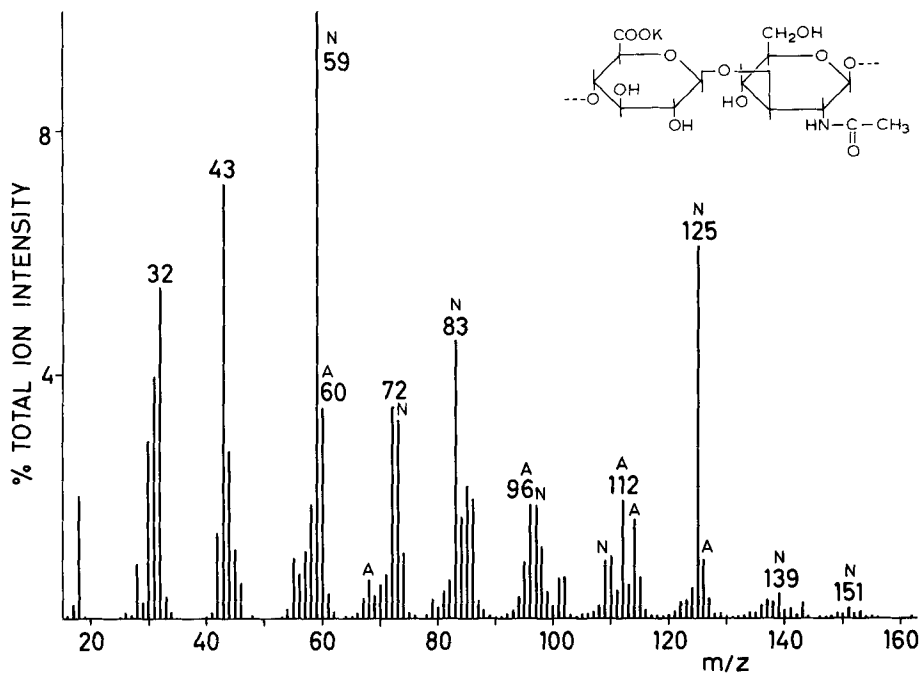 % TOTAL ION INTENSITY
8
4
32
43
N
59
A
60
72
N
N
83
A
96
N
N
A
112
A
N
125
A
N
139
N
151
A
20
40
60
80
100
120
140
160
m/z
COOK
O
OH
OH
O
O
CH₂OH
O
O
HO
HN—C—CH₃
O